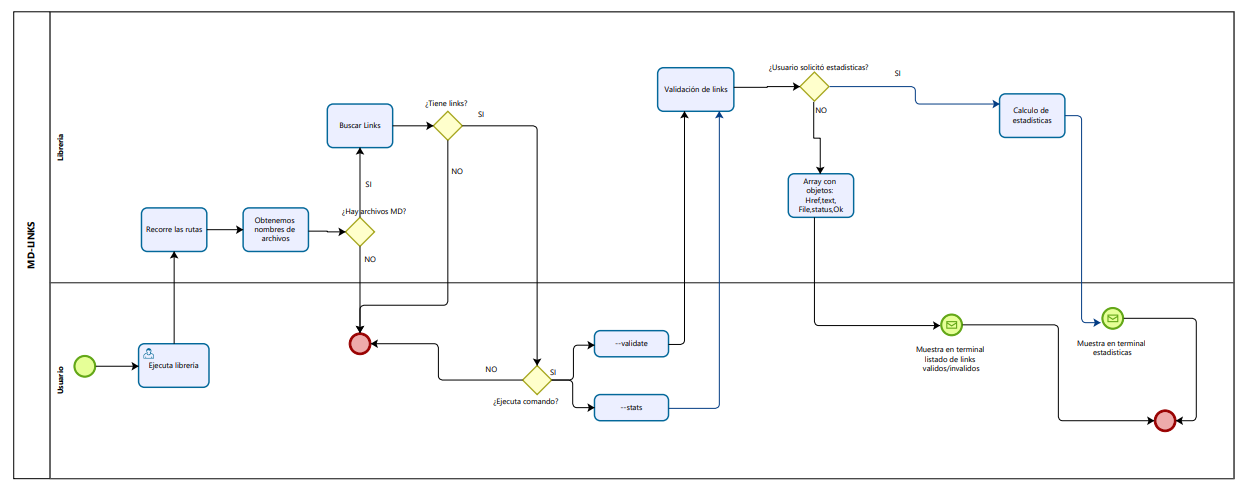 MD-LINKS
Librería
Usuario
Ejecuta librería
Recorre las rutas
Obtenemos
nombres de
archivos
¿Hay archivos MD?
SI
NO
Buscar Links
¿Tiene links?
SI
NO
¿Ejecuta comando?
NO
SI
--validate
--stats
Validación de links
¿Usuario solicitó estadísticas?
SI
NO
Array con
objetos:
Href,text,
File,status,Ok
Calculo de
estadísticas
Muestra en terminal
listado de links
validos/invalidos
Muestra en terminal
estadisticas